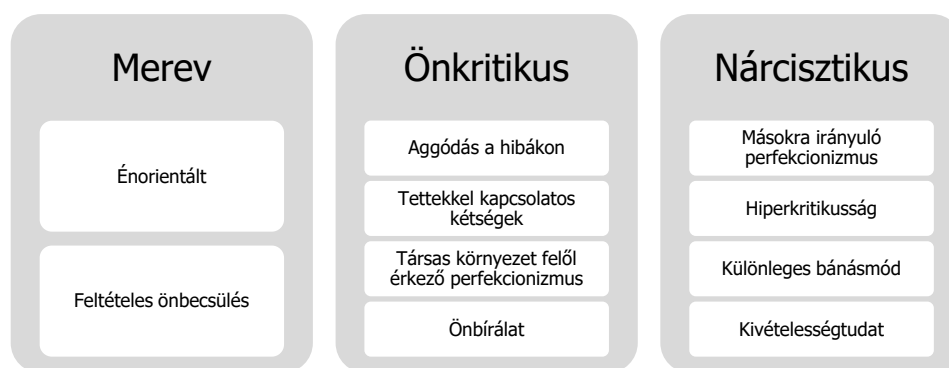 Merev
Énorientált
Feltételes önbecsülés
Önkritikus
Aggódás a hibákon
Tettekkel kapcsolatos
kétségek
Társas környezet felől
érkező perfekcionizmus
Önbírálat
Nárcisztikus
Másokra irányuló
perfekcionizmus
Hiperkritikusság
Különleges bánásmód
Kivételességtudat